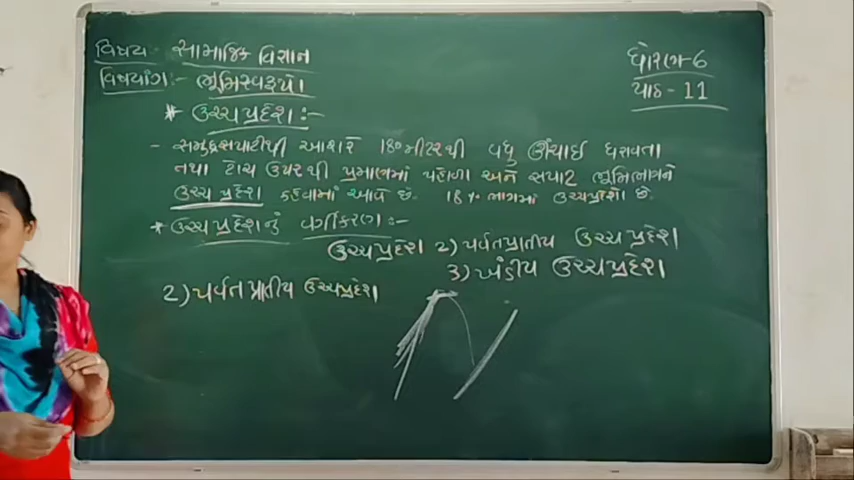 વિષય - સામાજિક વિજ્ઞાન
ધોરણ-6
વિષયાંગ:- ભૂમિસ્વરૂપો
પાઠ - 11
* ઉચ્ચપ્રદેશ:-
- સમુદ્રસપાટીથી આશરે 180 મીટરથી વધુ ઊંચાઈ ધરાવતા
તથા ટોચ ઉપરથી પ્રમાણમાં પહોળા અને સપાટ ભૂમિભાગને
ઉચ્ચ પ્રદેશ કહેવામાં આવે છે. 18% ભાગમાં ઉચ્ચપ્રદેશો છે.
* ઉચ્ચપ્રદેશનું વર્ગીકરણ:-
ઉચ્ચપ્રદેશ 2) પર્વતપ્રાતીય ઉચ્ચપ્રદેશ
3) ખંડીય ઉચ્ચપ્રદેશ
2) પર્વતપ્રાતીય ઉચ્ચપ્રદેશ